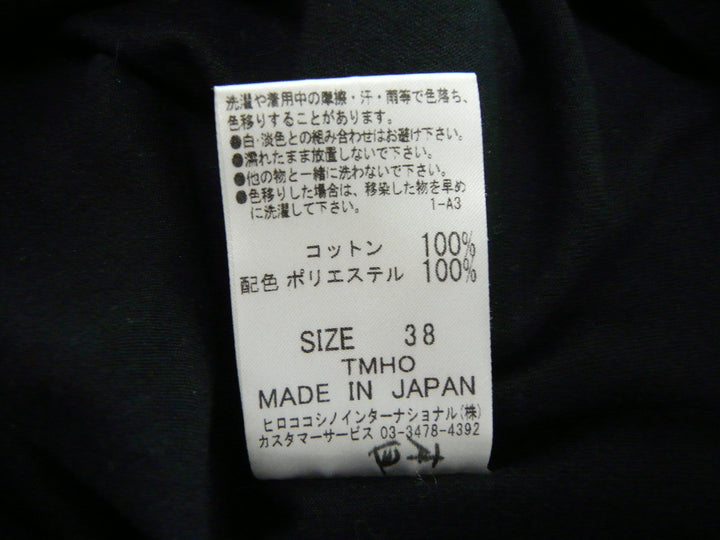 洗濯や着用中の摩擦・汗・雨等で色落ち、
色移りすることがあります。
●白・淡色との組み合わせはお避け下さい。
●濡れたまま放置しないで下さい。
●他の物と一緒に洗わないで下さい。
●色移りした場合は、移染した物を早め
に洗濯して下さい。 1-A3
コットン 100%
配色 ポリエステル 100%
SIZE 38
TMHO
MADE IN JAPAN
ヒロココシノインターナショナル(株)
カスタマーサービス 03-3478-4392